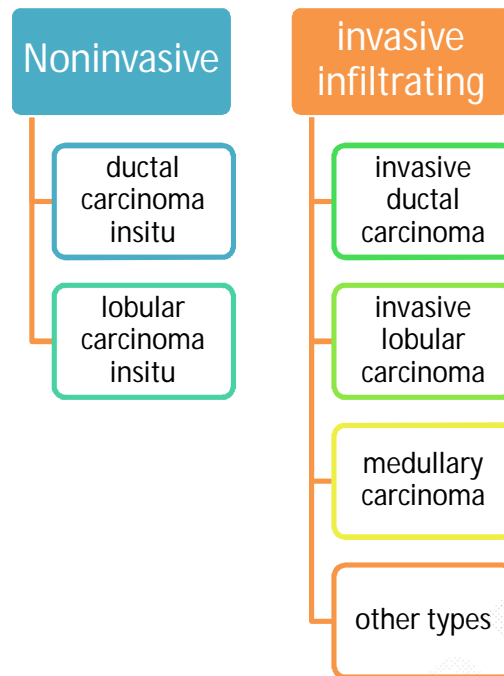 Noninvasive
ductal
carcinoma
insitu
lobular
carcinoma
insitu
invasive
infiltrating
invasive
ductal
carcinoma
invasive
lobular
carcinoma
medullary
carcinoma
other types